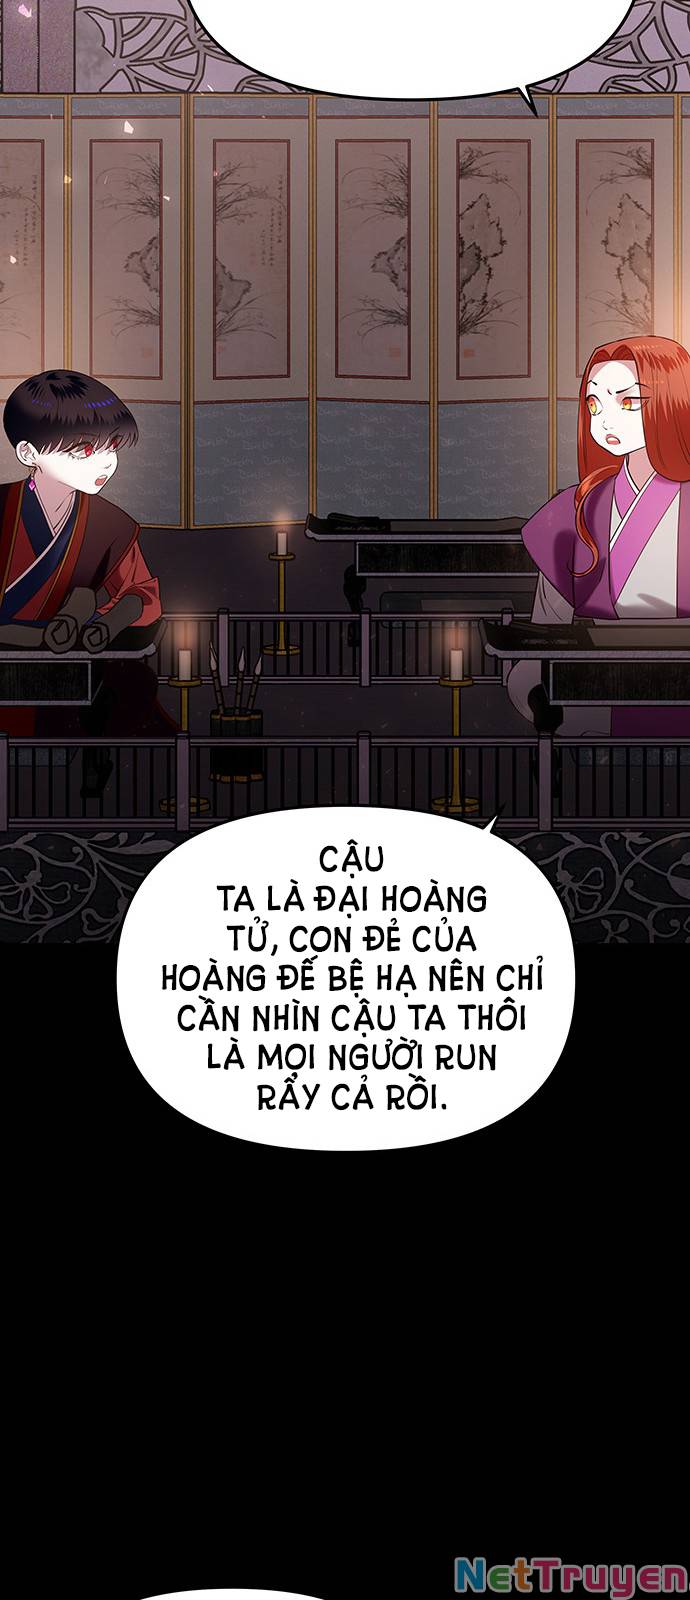 CẬU
TA LÀ ĐẠI HOÀNG
TỬ, CON ĐẺ CỦA
HOÀNG ĐẾ BỆ HẠ NÊN CHỈ
CẦN NHÌN CẬU TA THÔI
LÀ MỌI NGƯỜI RUN
RẨY CẢ RỒI.
NetTruyen